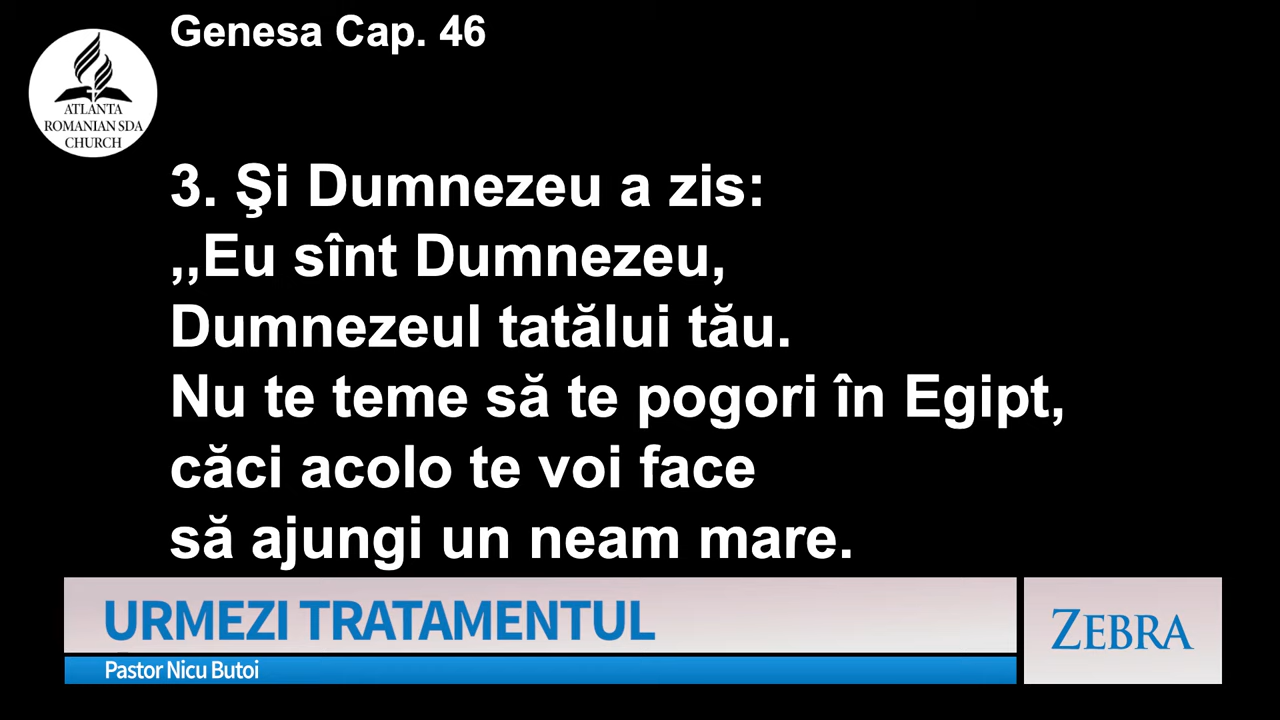 Genesa Cap. 46
ATLANTA
ROMANIAN SDA
CHURCH
3. Şi Dumnezeu a zis:
,,Eu sînt Dumnezeu,
Dumnezeul tatălui tău.
Nu te teme să te pogori în Egipt,
căci acolo te voi face
să ajungi un neam mare.
URMEZI TRATAMENTUL
Pastor Nicu Butoi
ZEBRA